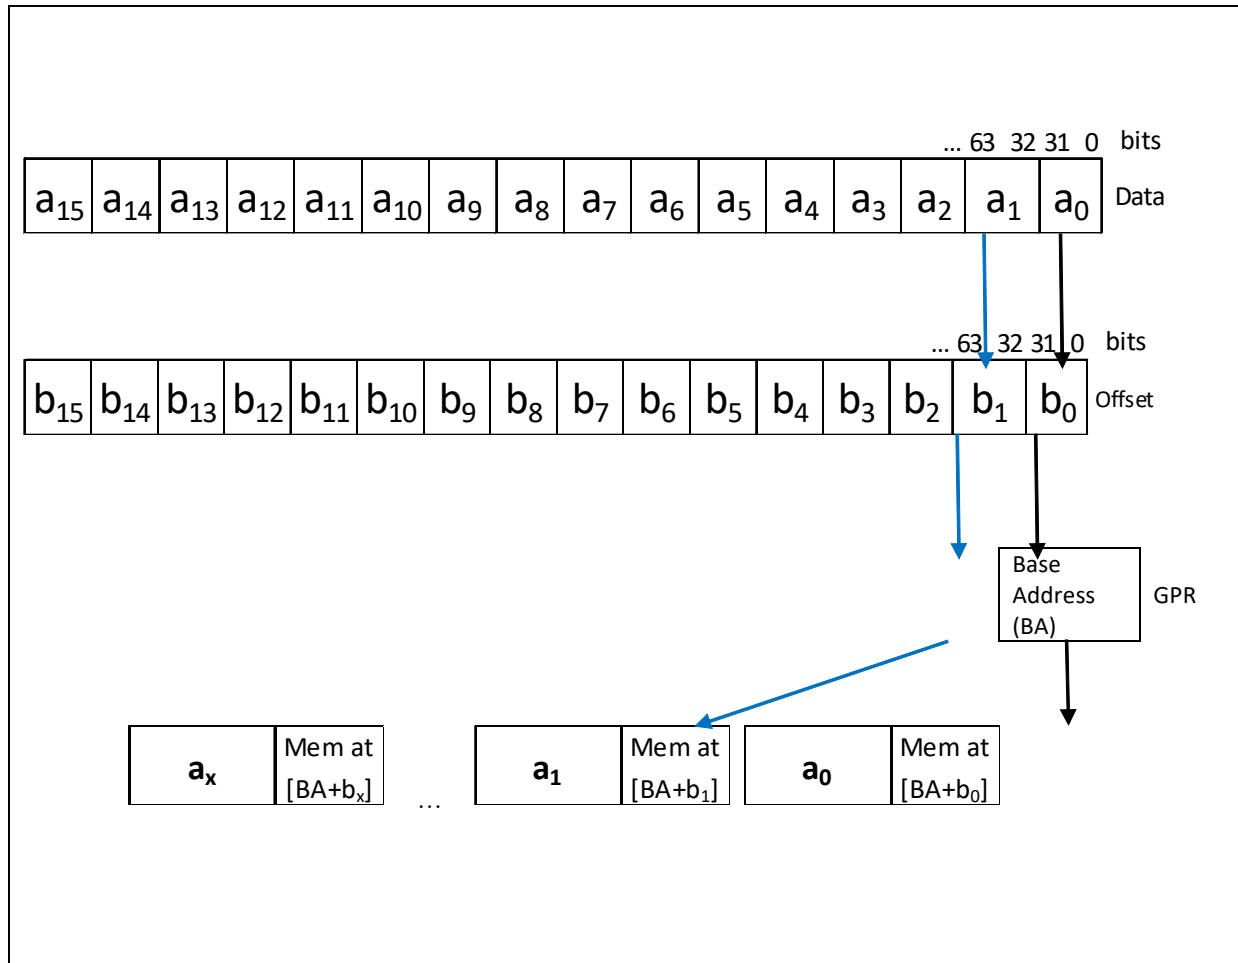 ... 63 32 31 0 bits
a15 a14 a13 a12 a11 a10 a9 a8 a7 a6 a5 a4 a3 a2 a1 a0 Data
... 63 32 31 0 bits
b15 b14 b13 b12 b11 b10 b9 b8 b7 b6 b5 b4 b3 b2 b1 b0 Offset
Base
Address
(BA)
GPR
ax
Mem at
[BA+bx]
...
a1
Mem at
[BA+b1]
a0
Mem at
[BA+b0]